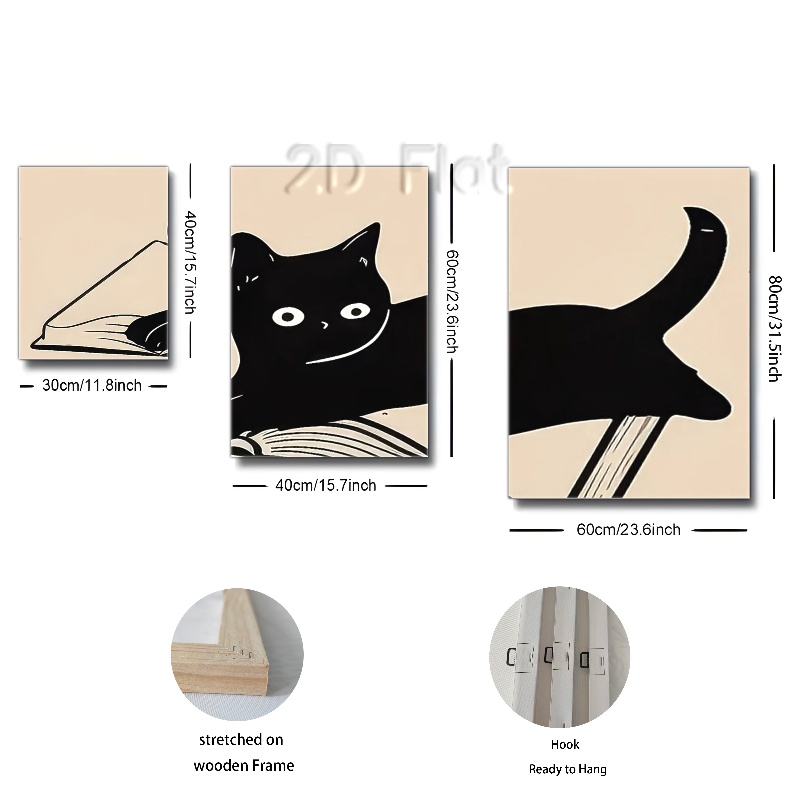 2.D Flat.
40cm/15.7inch
60cm/23.6inch
80cm/31.5inch
30cm/11.8inch
40cm/15.7inch
60cm/23.6inch
stretched on
wooden Frame
Hook
Ready to Hang